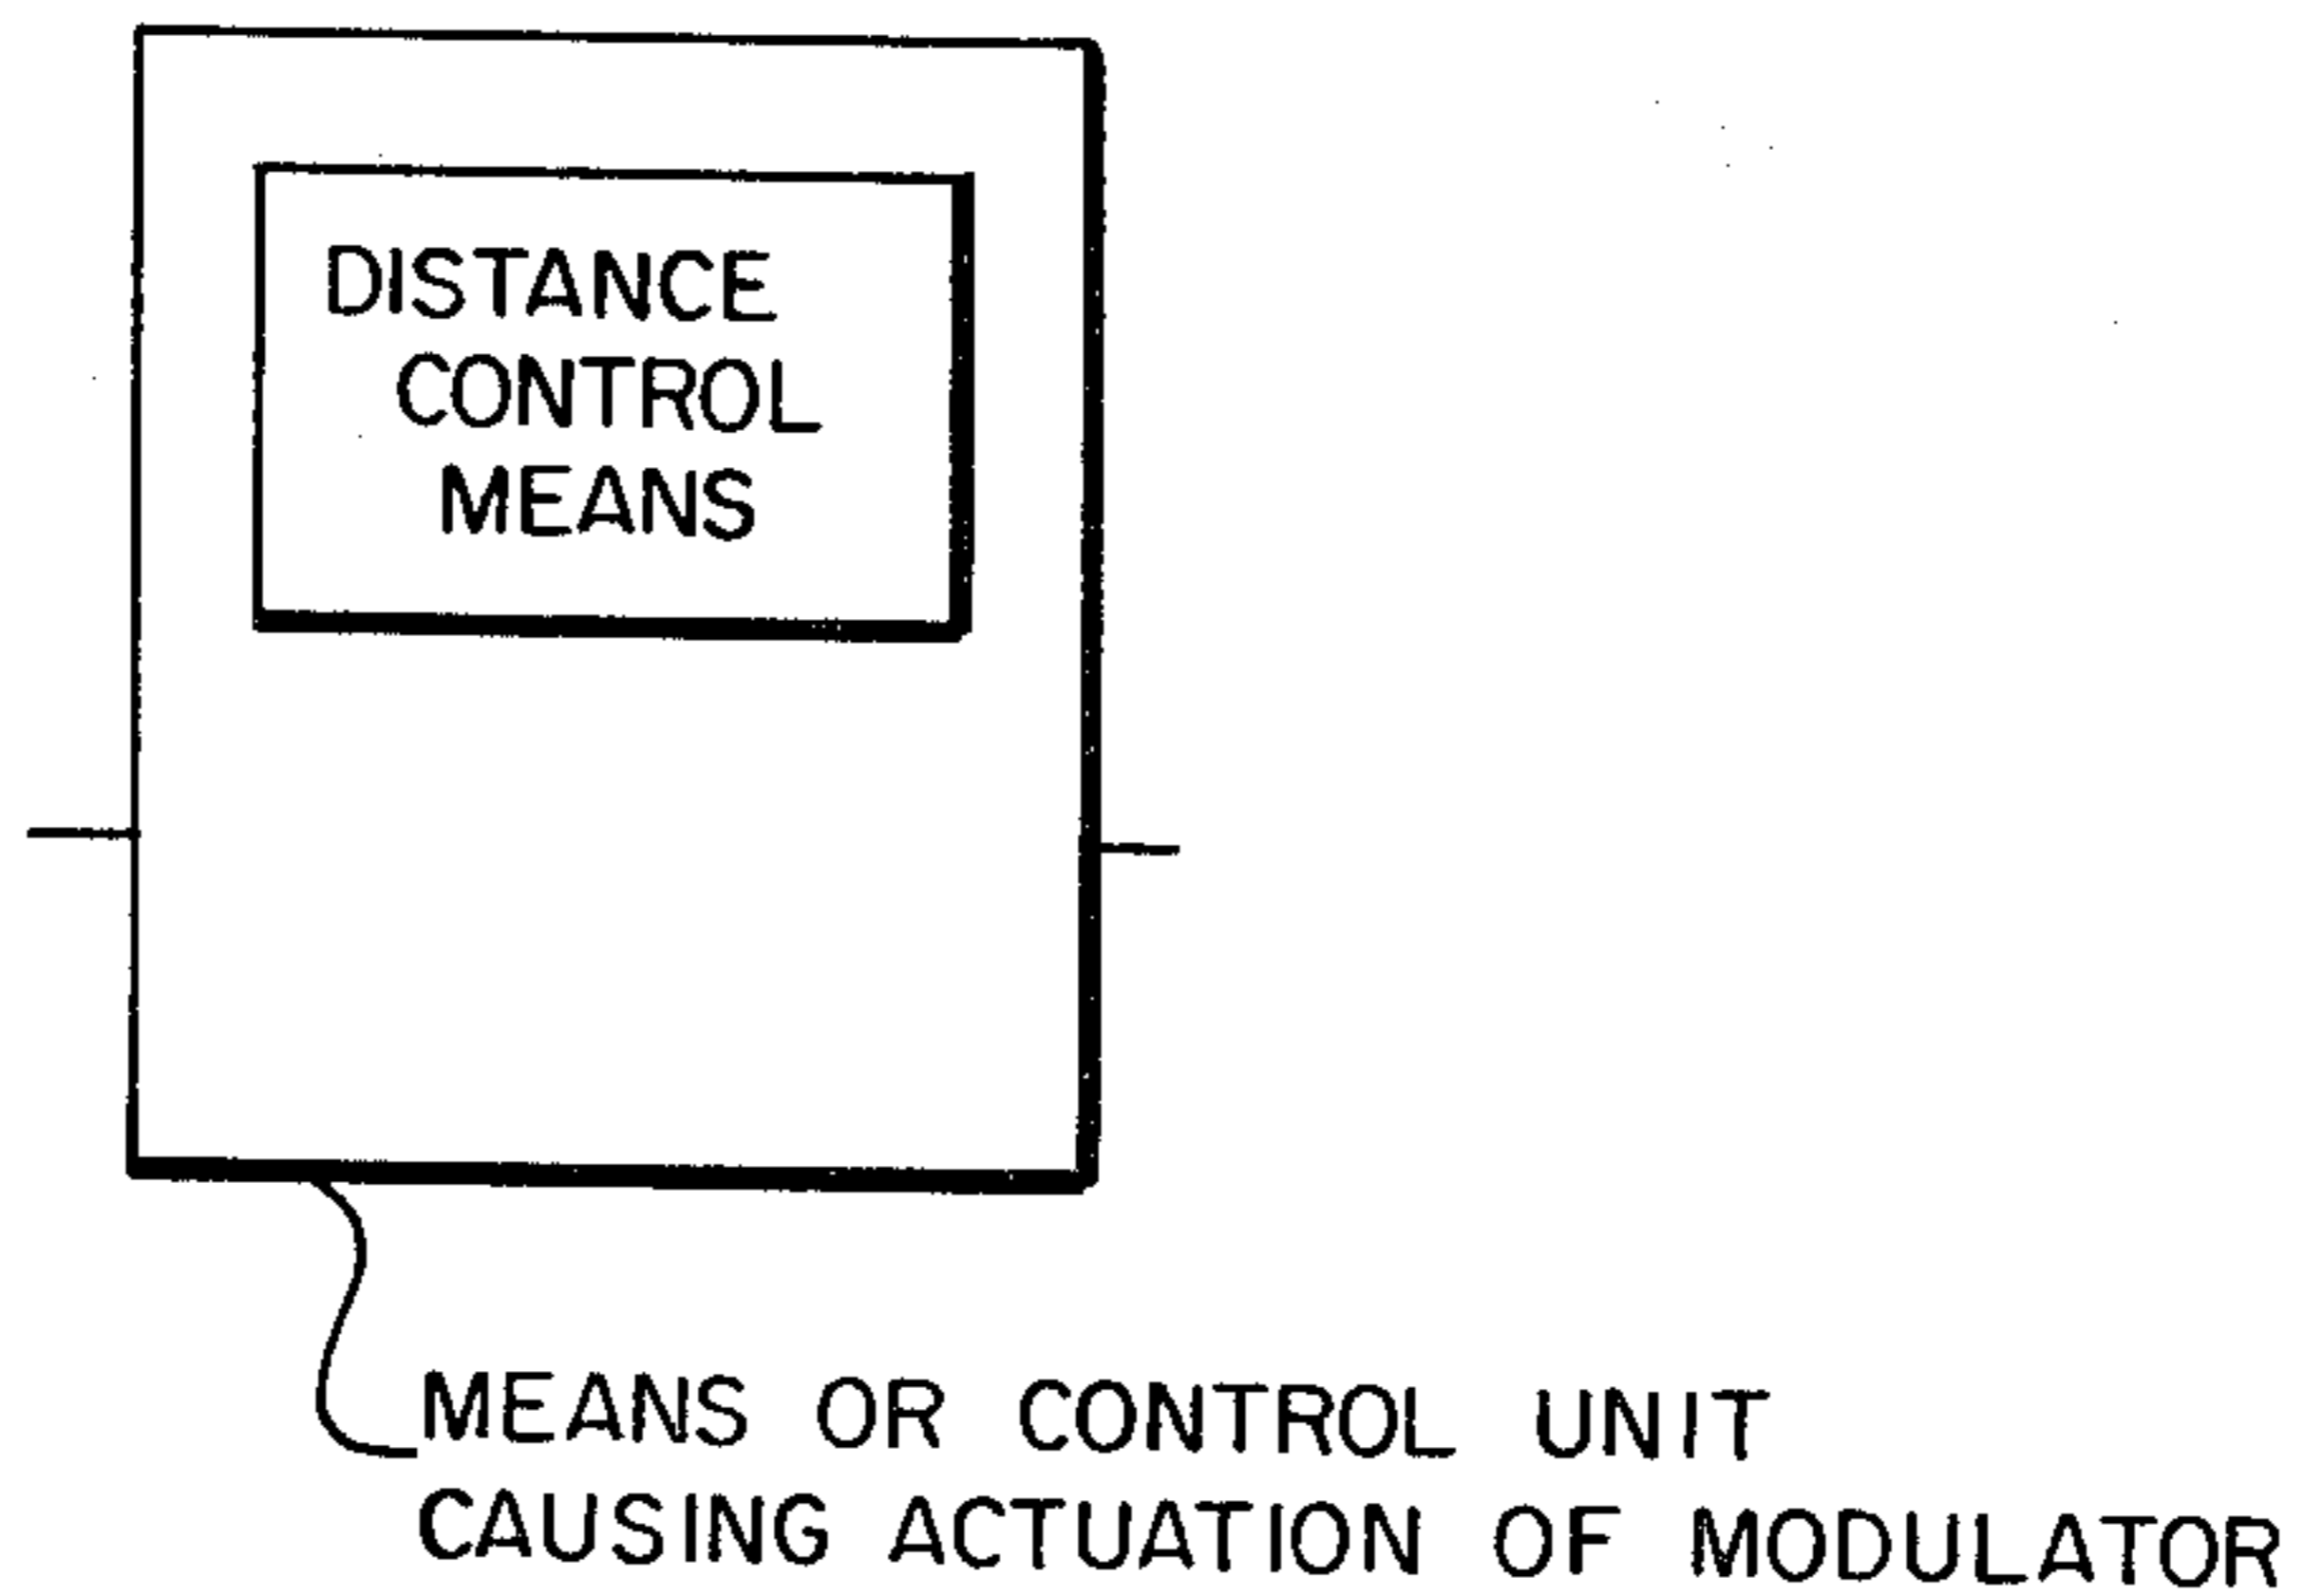 DISTANCE
CONTROL
MEANS
MEANS OR CONTROL UNIT
CAUSING ACTUATION OF MODULATOR